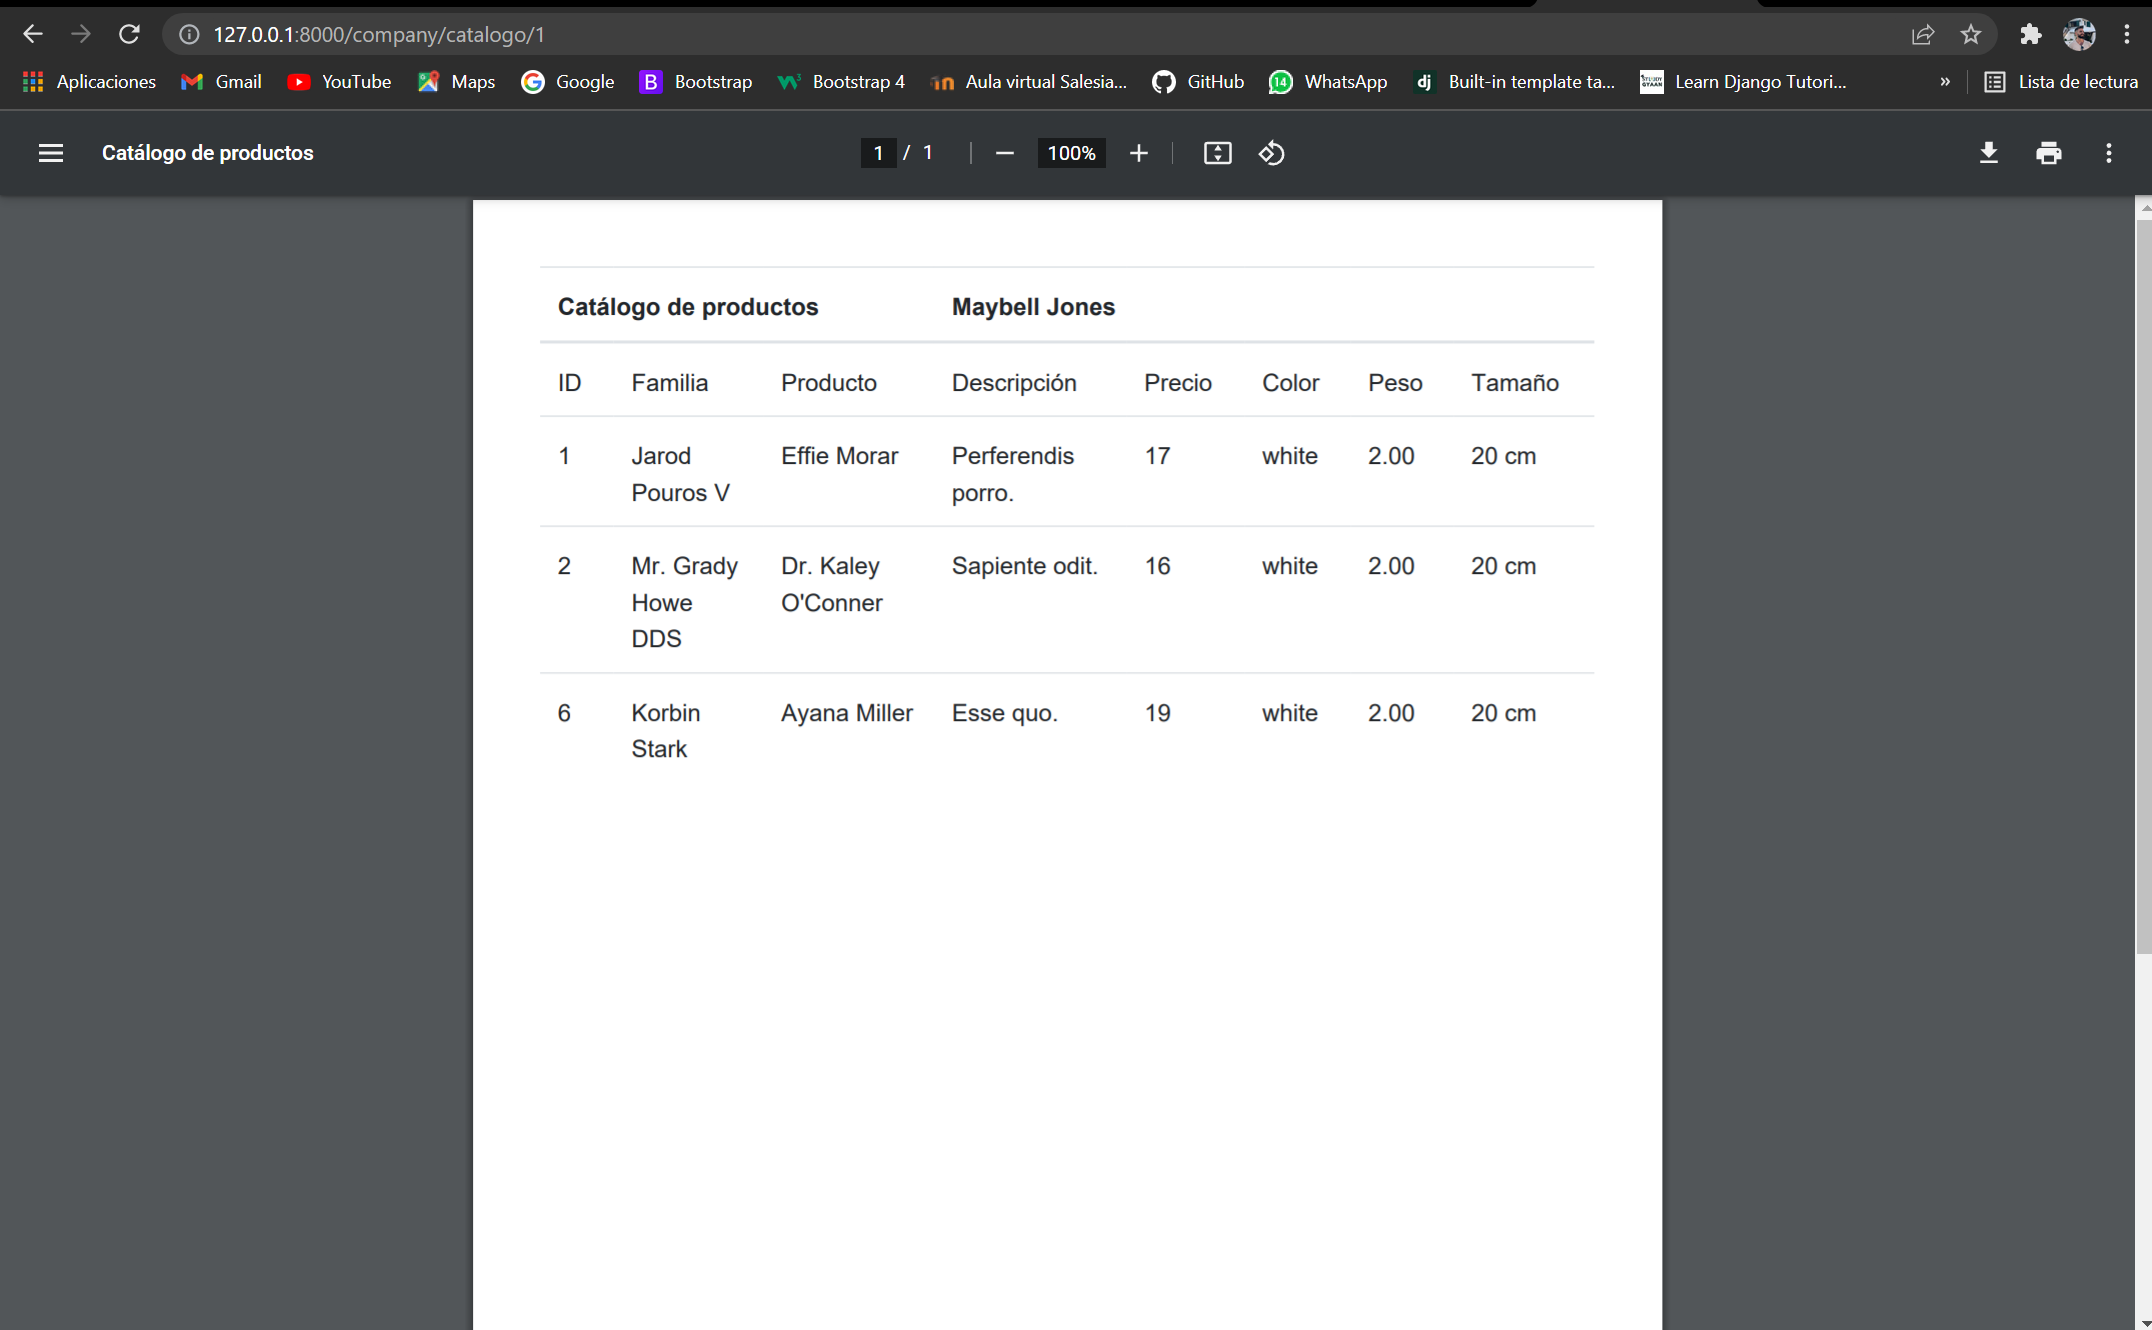 127.0.0.1:8000/company/catalogo/1
Aplicaciones Gmail YouTube Maps Google Bootstrap Bootstrap 4 Aula virtual Salesia... GitHub 14 WhatsApp dj Built-in template ta... Learn Django Tutori... » Lista de lectura
Catálogo de productos 1 / 1 100%
Catálogo de productos Maybell Jones
ID Familia Producto Descripción Precio Color Peso Tamaño
1 Jarod Effie Morar Perferendis 17 white 2.00 20 cm
Pouros V porro.
2 Mr. Grady Dr. Kaley Sapiente odit. 16 white 2.00 20 cm
Howe O'Conner
DDS
6 Korbin Ayana Miller Esse quo. 19 white 2.00 20 cm
Stark